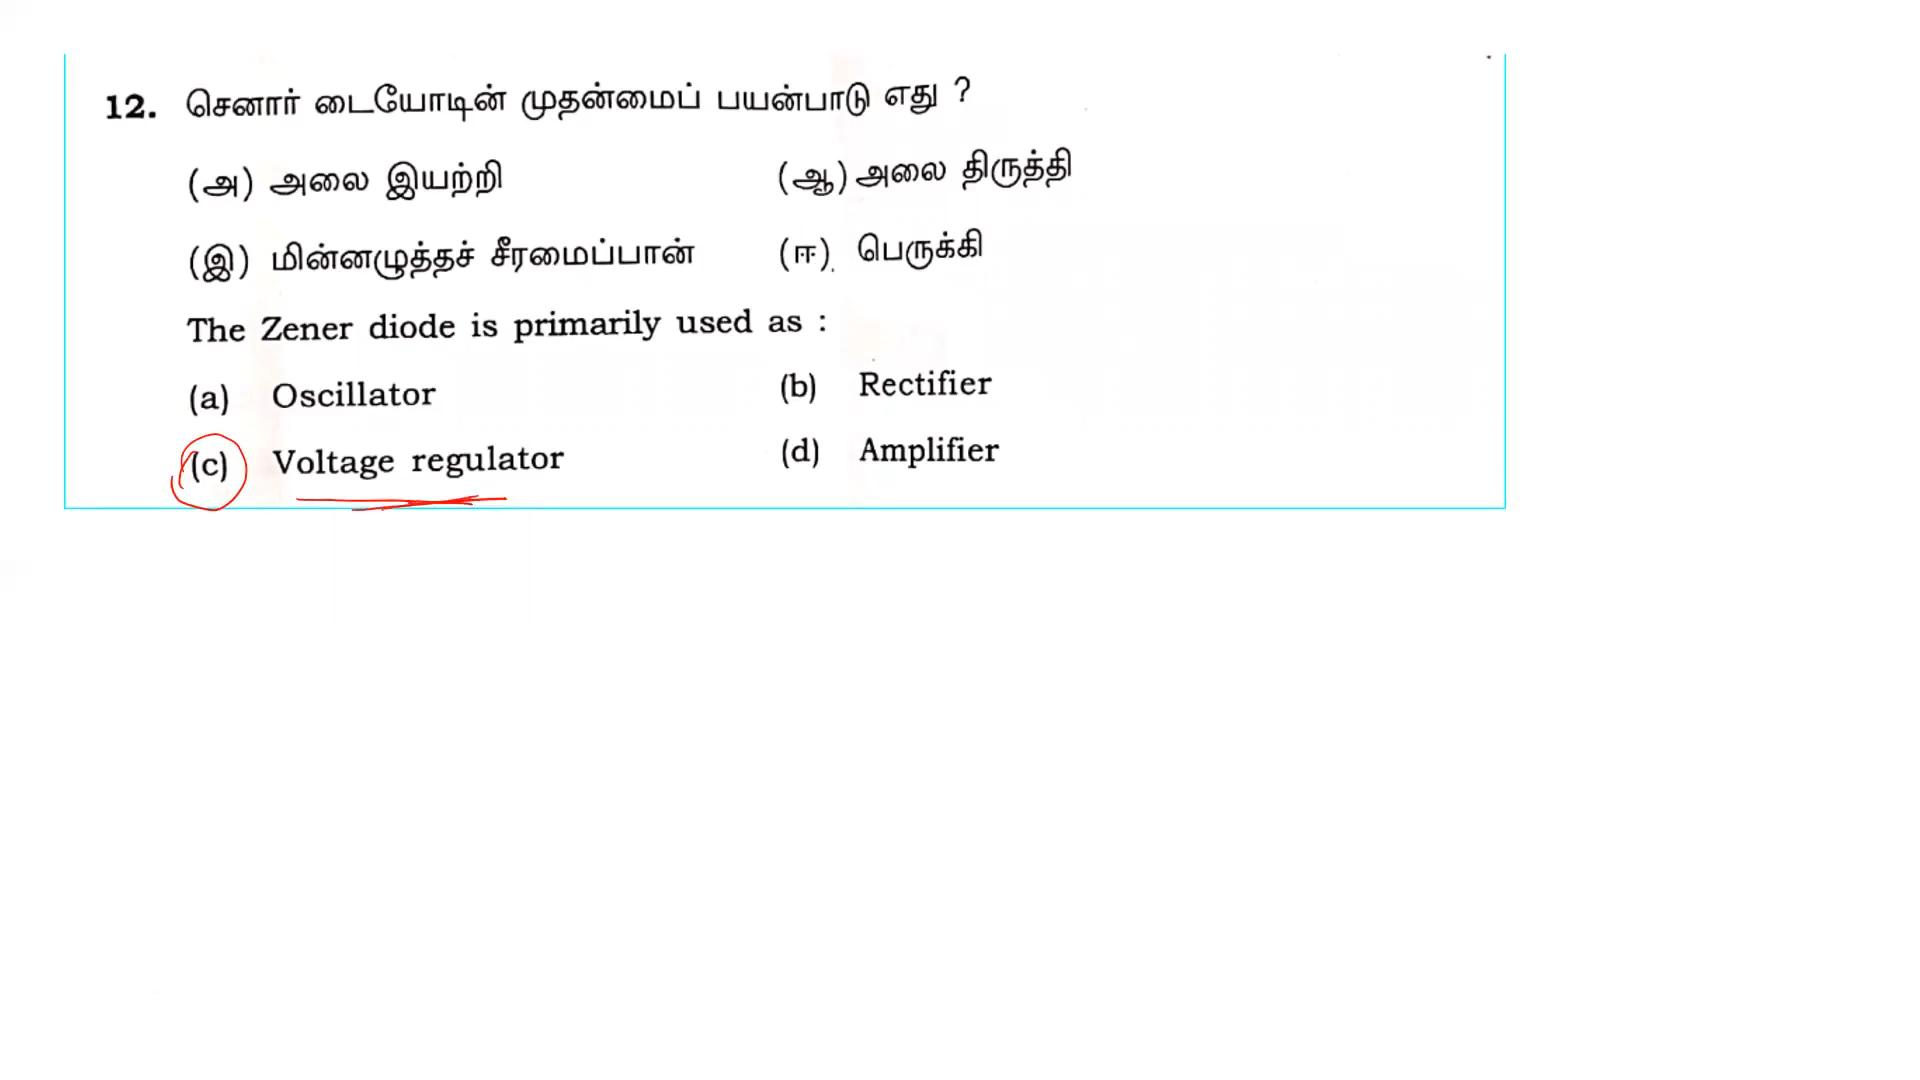 12. செனார் டையோடின் முதன்மைப் பயன்பாடு எது ?
(அ) அலை இயற்றி (ஆ) அலை திருத்தி
(இ) மின்னழுத்தச் சீரமைப்பான் (ஈ) பெருக்கி
The Zener diode is primarily used as :
(a) Oscillator (b) Rectifier
(c) Voltage regulator (d) Amplifier